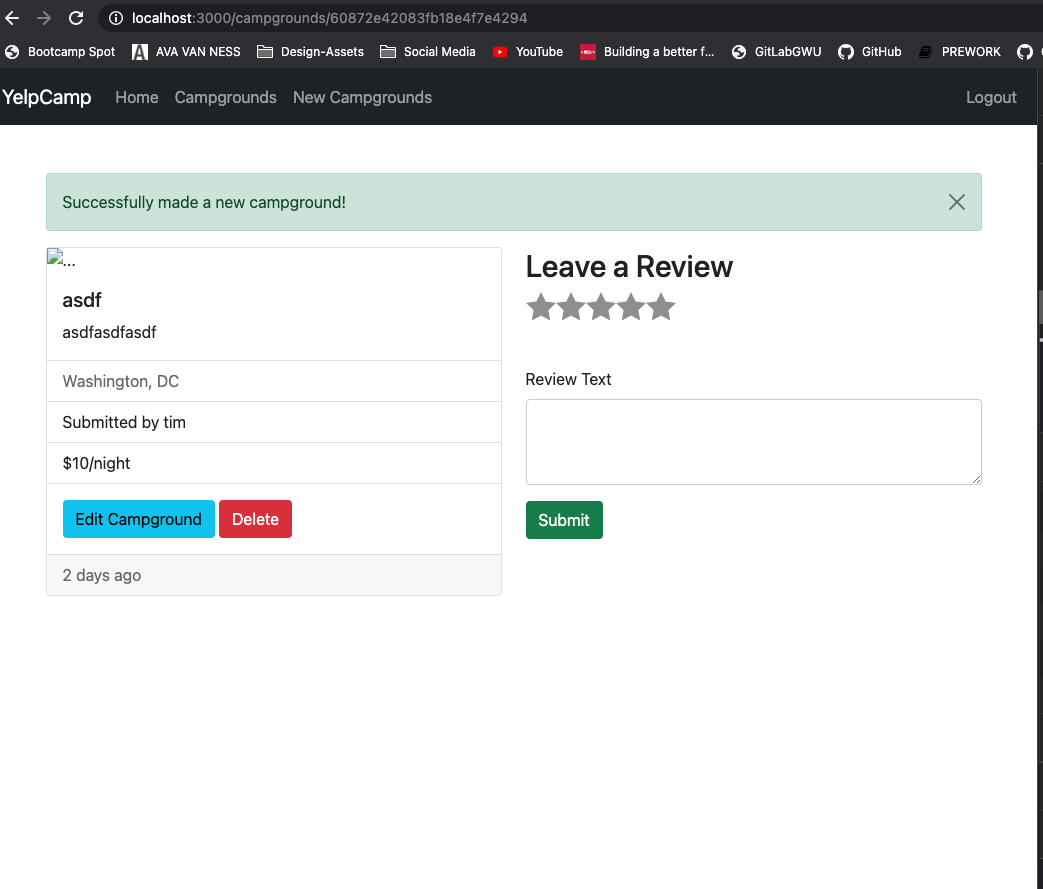 localhost:3000/campgrounds/60872e42083fb18e4f7e4294
Bootcamp Spot AVA VAN NESS Design-Assets Social Media YouTube Building a better f... GitLabGWU GitHub PREWORK
YelpCamp Home Campgrounds New Campgrounds Logout
Successfully made a new campground!
...
asdf
asdfasdfasdf
Washington, DC
Submitted by tim
$10/night
Edit Campground Delete
2 days ago
Leave a Review
Review Text
Submit